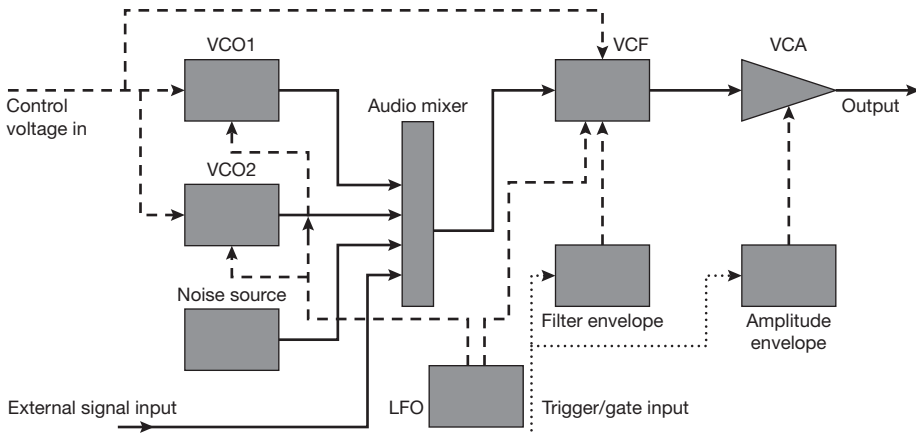 VCO1
VCF
VCA
Control
voltage in
Audio mixer
Output
VCO2
Noise source
Filter envelope
Amplitude
envelope
External signal input
LFO
Trigger/gate input